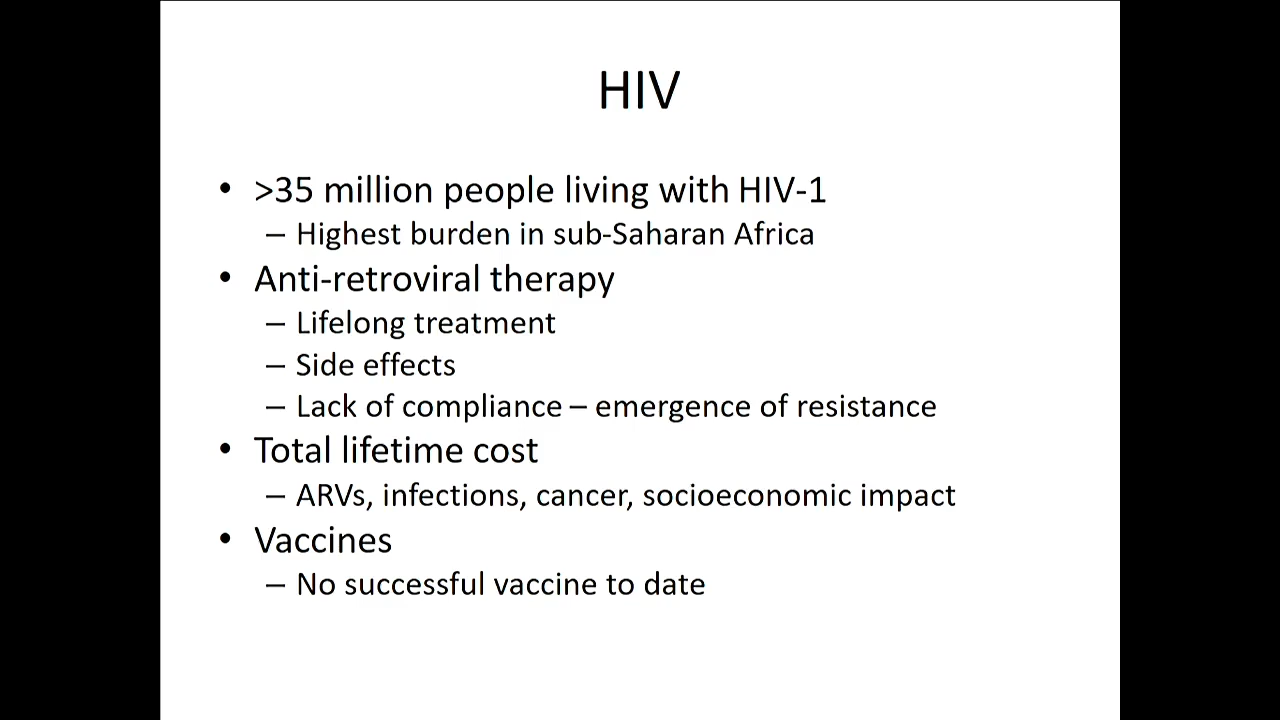 HIV
• >35 million people living with HIV-1
– Highest burden in sub-Saharan Africa
• Anti-retroviral therapy
– Lifelong treatment
– Side effects
– Lack of compliance – emergence of resistance
• Total lifetime cost
– ARVs, infections, cancer, socioeconomic impact
• Vaccines
– No successful vaccine to date